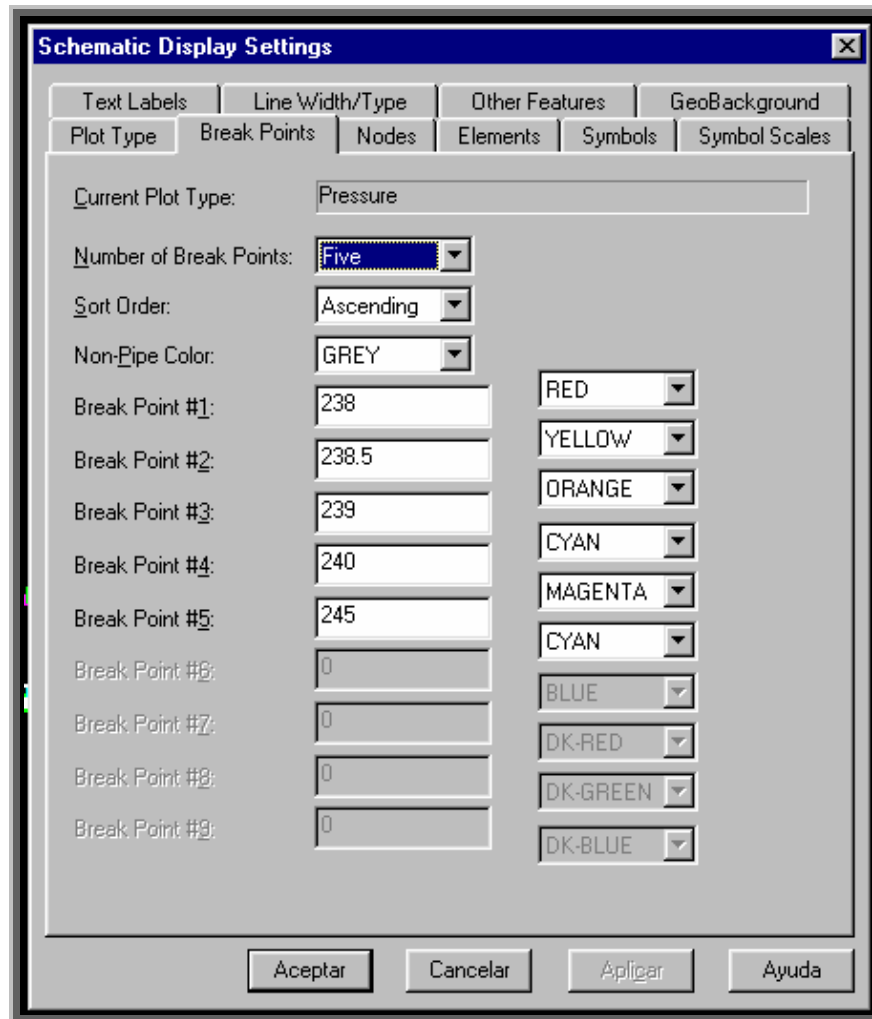 Schematic Display Settings
Text Labels Line Width/Type Other Features GeoBackground
Plot Type Break Points Nodes Elements Symbols Symbol Scales
Current Plot Type: Pressure
Number of Break Points: Five
Sort Order: Ascending
Non-Pipe Color: GREY
RED
Break Point #1: 238
YELLOW
Break Point #2: 238.5
ORANGE
Break Point #3: 239
CYAN
Break Point #4: 240
MAGENTA
Break Point #5: 245
CYAN
Break Point #6: 0
BLUE
Break Point #7: 0
DK-RED
Break Point #8: 0
DK-GREEN
Break Point #9: 0
DK-BLUE
Aceptar Cancelar Aplicar Ayuda